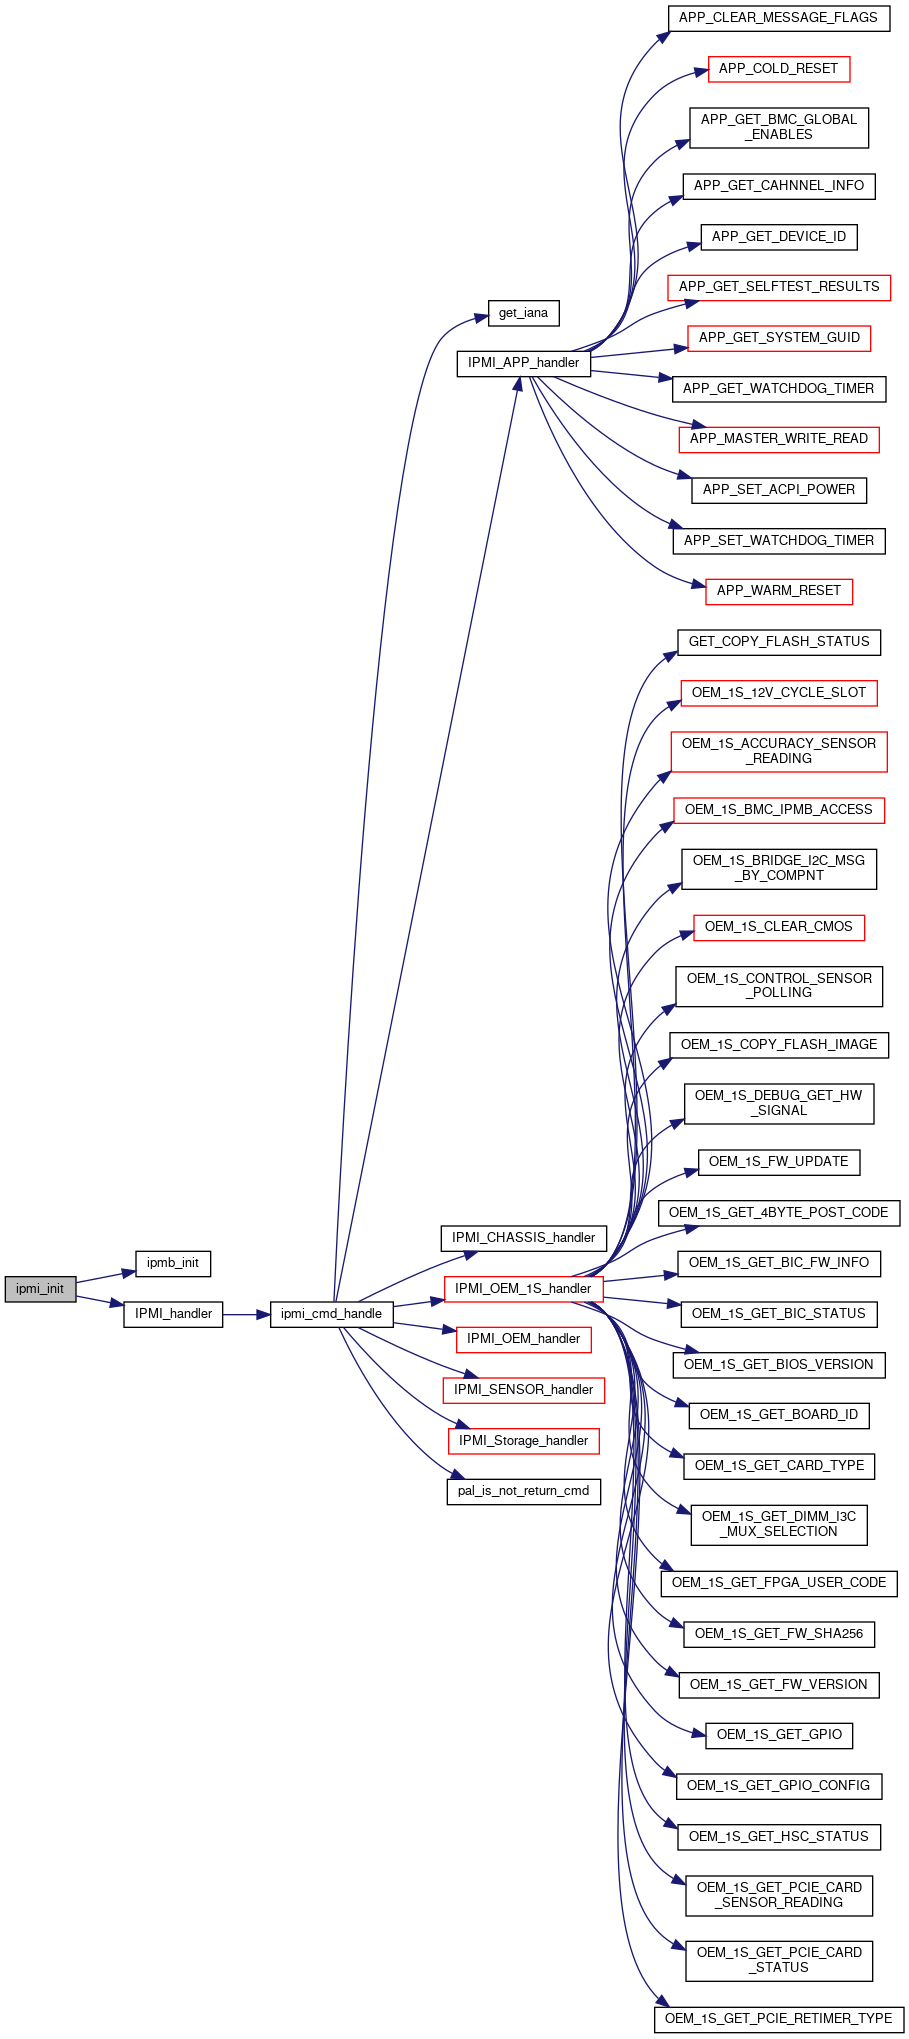 APP_CLEAR_MESSAGE_FLAGS
APP_COLD_RESET
APP_GET_BMC_GLOBAL
_ENABLES
APP_GET_CAHNNEL_INFO
APP_GET_DEVICE_ID
APP_GET_SELFTEST_RESULTS
get_iana
APP_GET_SYSTEM_GUID
IPMI_APP_handler
APP_GET_WATCHDOG_TIMER
APP_MASTER_WRITE_READ
APP_SET_ACPI_POWER
APP_SET_WATCHDOG_TIMER
APP_WARM_RESET
GET_COPY_FLASH_STATUS
OEM_1S_12V_CYCLE_SLOT
OEM_1S_ACCURACY_SENSOR
_READING
OEM_1S_BMC_IPMB_ACCESS
OEM_1S_BRIDGE_I2C_MSG
_BY_COMPNT
OEM_1S_CLEAR_CMOS
OEM_1S_CONTROL_SENSOR
_POLLING
OEM_1S_COPY_FLASH_IMAGE
OEM_1S_DEBUG_GET_HW
_SIGNAL
OEM_1S_FW_UPDATE
OEM_1S_GET_4BYTE_POST_CODE
IPMI_CHASSIS_handler
ipmb_init
OEM_1S_GET_BIC_FW_INFO
ipmi_init
IPMI_OEM_1S_handler
IPMI_handler
ipmi_cmd_handle
OEM_1S_GET_BIC_STATUS
IPMI_OEM_handler
OEM_1S_GET_BIOS_VERSION
IPMI_SENSOR_handler
OEM_1S_GET_BOARD_ID
IPMI_Storage_handler
OEM_1S_GET_CARD_TYPE
pal_is_not_return_cmd
OEM_1S_GET_DIMM_I3C
_MUX_SELECTION
OEM_1S_GET_FPGA_USER_CODE
OEM_1S_GET_FW_SHA256
OEM_1S_GET_FW_VERSION
OEM_1S_GET_GPIO
OEM_1S_GET_GPIO_CONFIG
OEM_1S_GET_HSC_STATUS
OEM_1S_GET_PCIE_CARD
_SENSOR_READING
OEM_1S_GET_PCIE_CARD
_STATUS
OEM_1S_GET_PCIE_RETIMER_TYPE